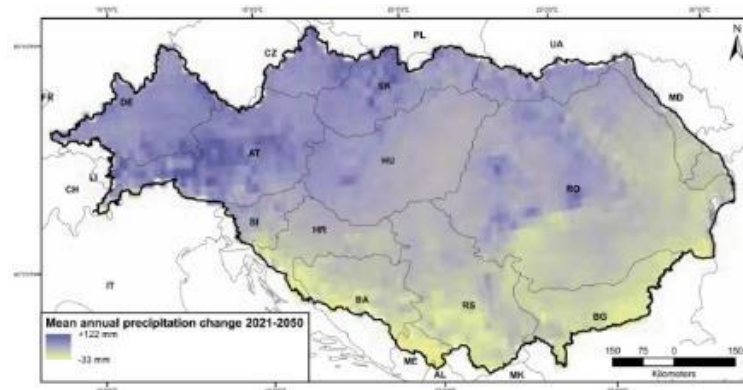 PL
N
CZ
UA
SK
FR
DE
MD
AT
HU
LI
CH
RO
SI
HR
IT
BA
RS
BG
Mean annual precipitation change 2021-2050
+122 mm
-33 mm
ME
AL
MK
150 75 0 150
Kilometers